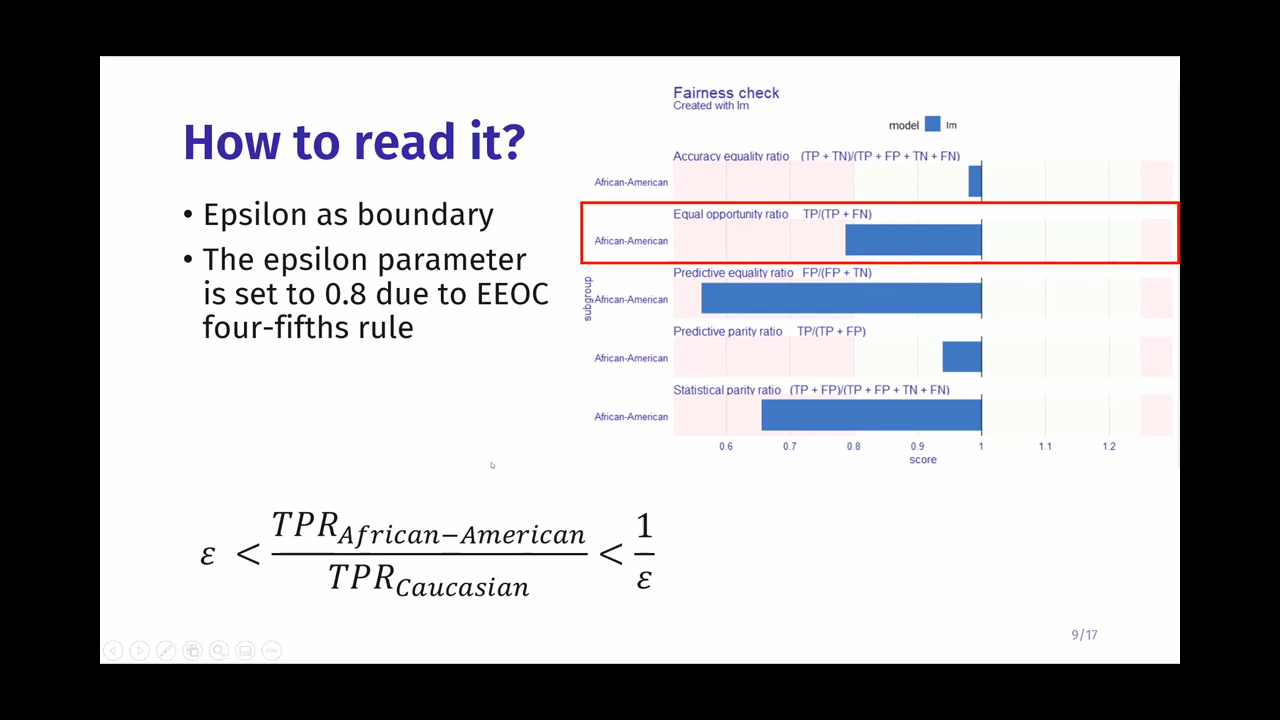 How to read it?
• Epsilon as boundary
• The epsilon parameter
is set to 0.8 due to EEOC
four-fifths rule
Fairness check
Created with lm
model lm
Accuracy equality ratio (TP + TN)/(TP + FP + TN + FN)
African-American
Equal opportunity ratio TP/(TP + FN)
African-American
Predictive equality ratio FP/(FP + TN)
African-American
Predictive parity ratio TP/(TP + FP)
African-American
Statistical parity ratio (TP + FP)/(TP + FP + TN + FN)
African-American
subgroup
0.6 0.7 0.8 0.9 1 1.1 1.2
score
ε < TPR_African−American / TPR_Caucasian < 1/ε
9/17